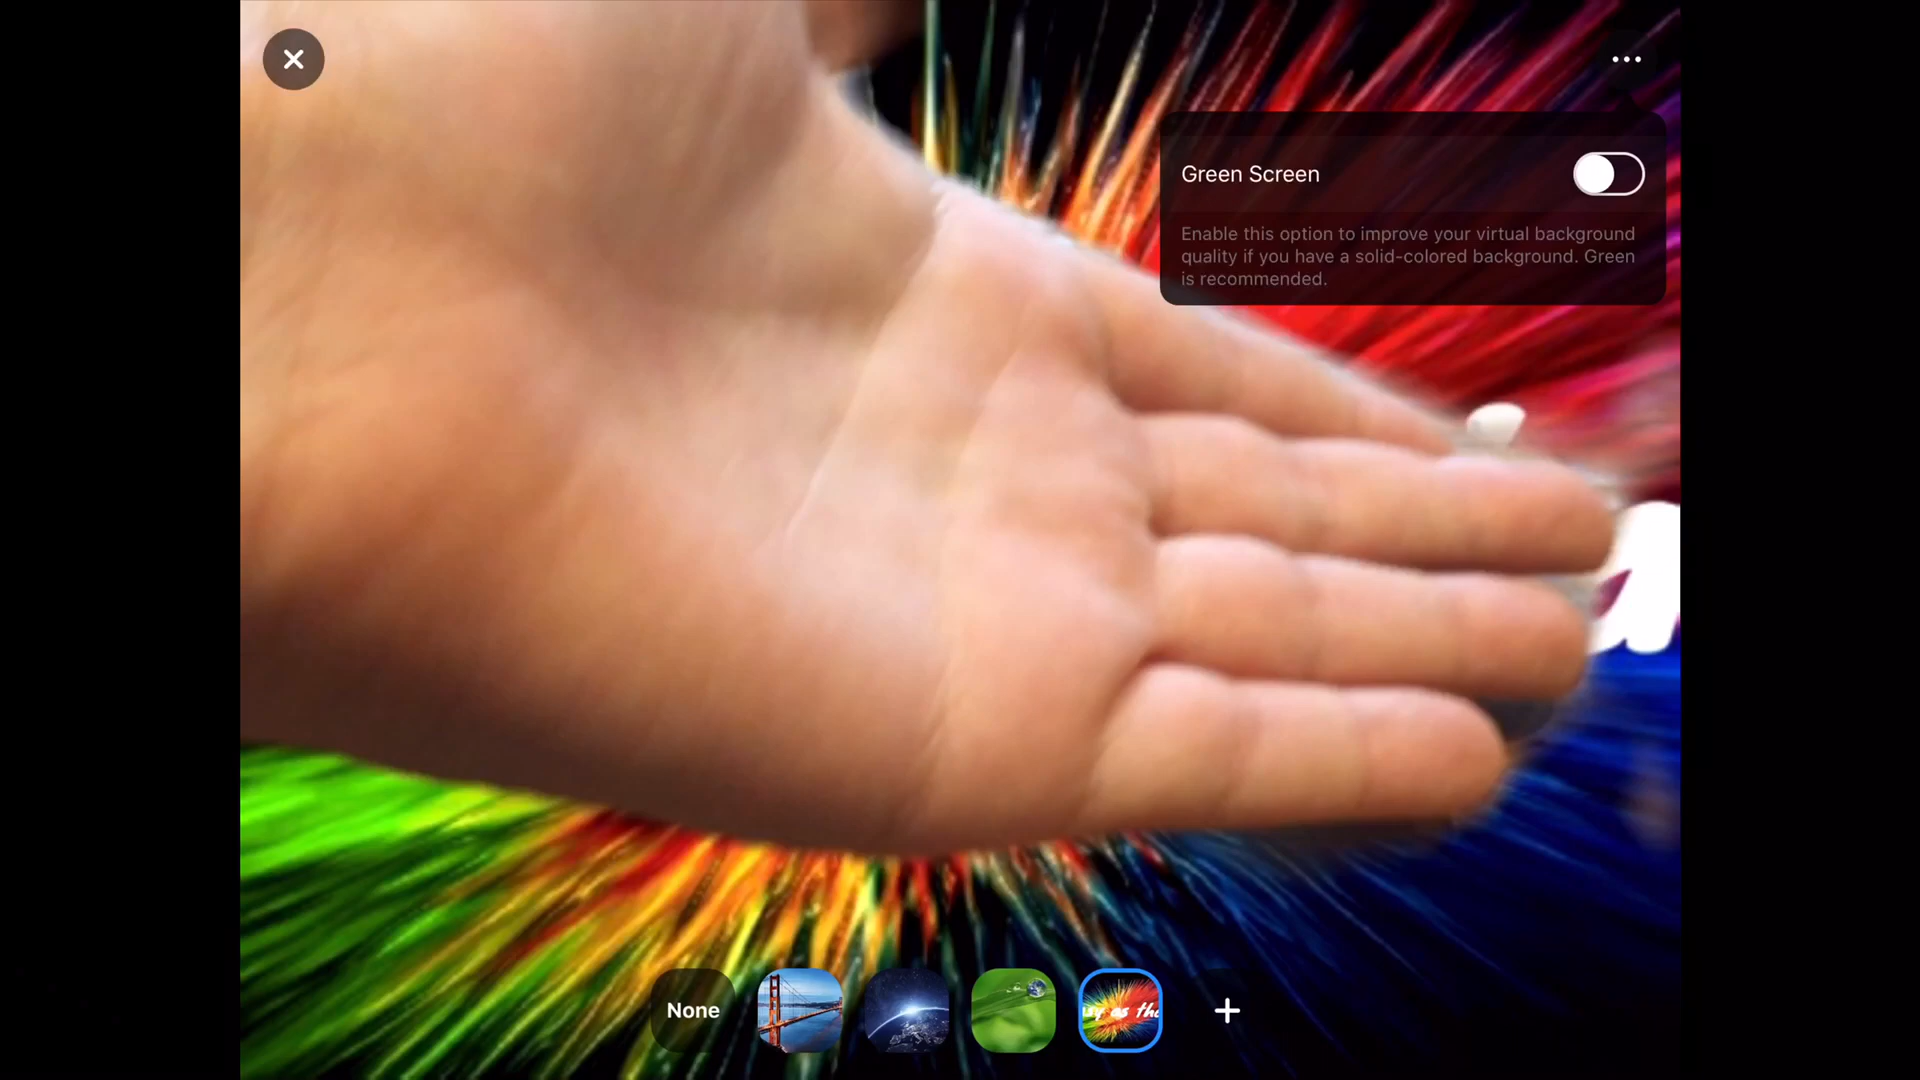 Green Screen
Enable this option to improve your virtual background
quality if you have a solid-colored background. Green
is recommended.
None
as